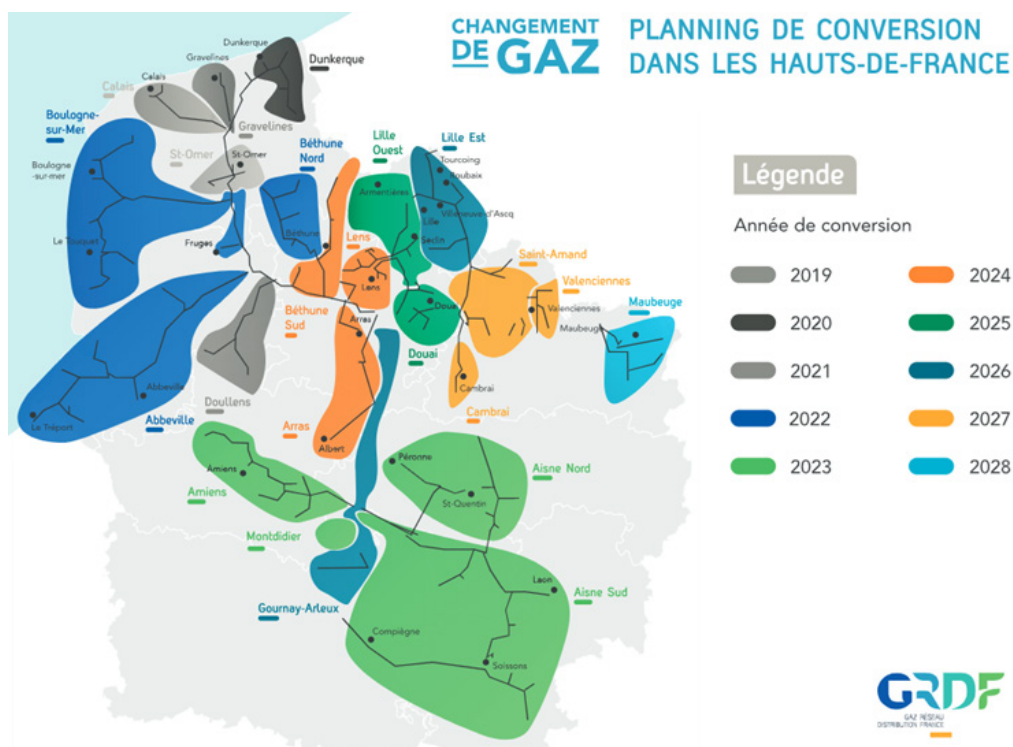 CHANGEMENT
DE GAZ
PLANNING DE CONVERSION
DANS LES HAUTS-DE-FRANCE
Dunkerque
Dunkerque
Gravelines
Calais
Calais
Gravelines
Boulogne-
sur-Mer
St-Omer
St-Omer
Béthune
Nord
Lille
Ouest
Lille Est
Tourcoing
Roubaix
Boulogne
-sur-mer
Armercières
Villeneuve-d'Ascq
Lille
Béthune
Lens
Seclin
Le Touquet
Fruges
Saint-Amand
Valenciennes
Lens
Béthune
Sud
Arras
Doua
Valenciennes
Maubeuge
Maubeuge
Douai
Cambrai
Cambrai
Abbeville
Doullens
Le Tréport
Abbeville
Arras
Albert
Amiens
Amiens
Péronne
Aisne Nord
St-Quentin
Montdidier
Laon
Aisne Sud
Gournay-Arleux
Compiègne
Soissons
Légende
Année de conversion
2019
2024
2020
2025
2021
2026
2022
2027
2023
2028
GRDF
GAZ RÉSEAU
DISTRIBUTION FRANCE